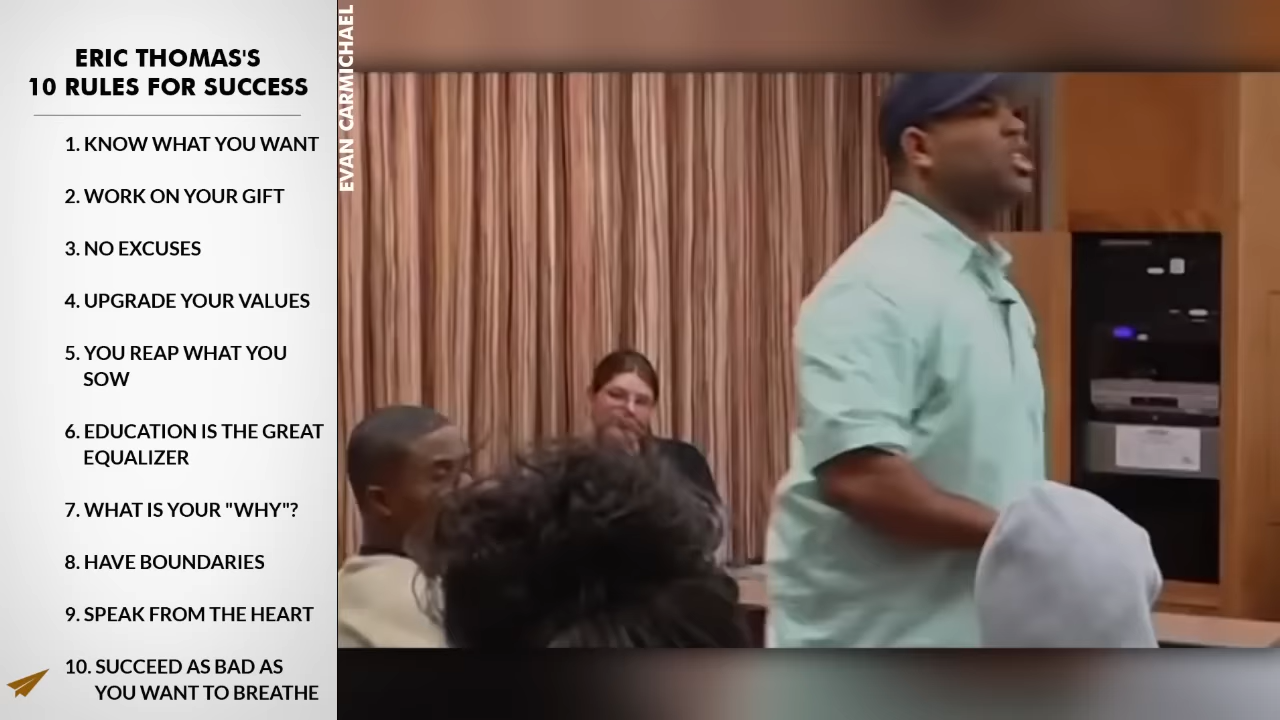 ERIC THOMAS'S
10 RULES FOR SUCCESS
1. KNOW WHAT YOU WANT
2. WORK ON YOUR GIFT
3. NO EXCUSES
4. UPGRADE YOUR VALUES
5. YOU REAP WHAT YOU
SOW
6. EDUCATION IS THE GREAT
EQUALIZER
7. WHAT IS YOUR "WHY"?
8. HAVE BOUNDARIES
9. SPEAK FROM THE HEART
10. SUCCEED AS BAD AS
YOU WANT TO BREATHE
EVAN CARMICHAEL